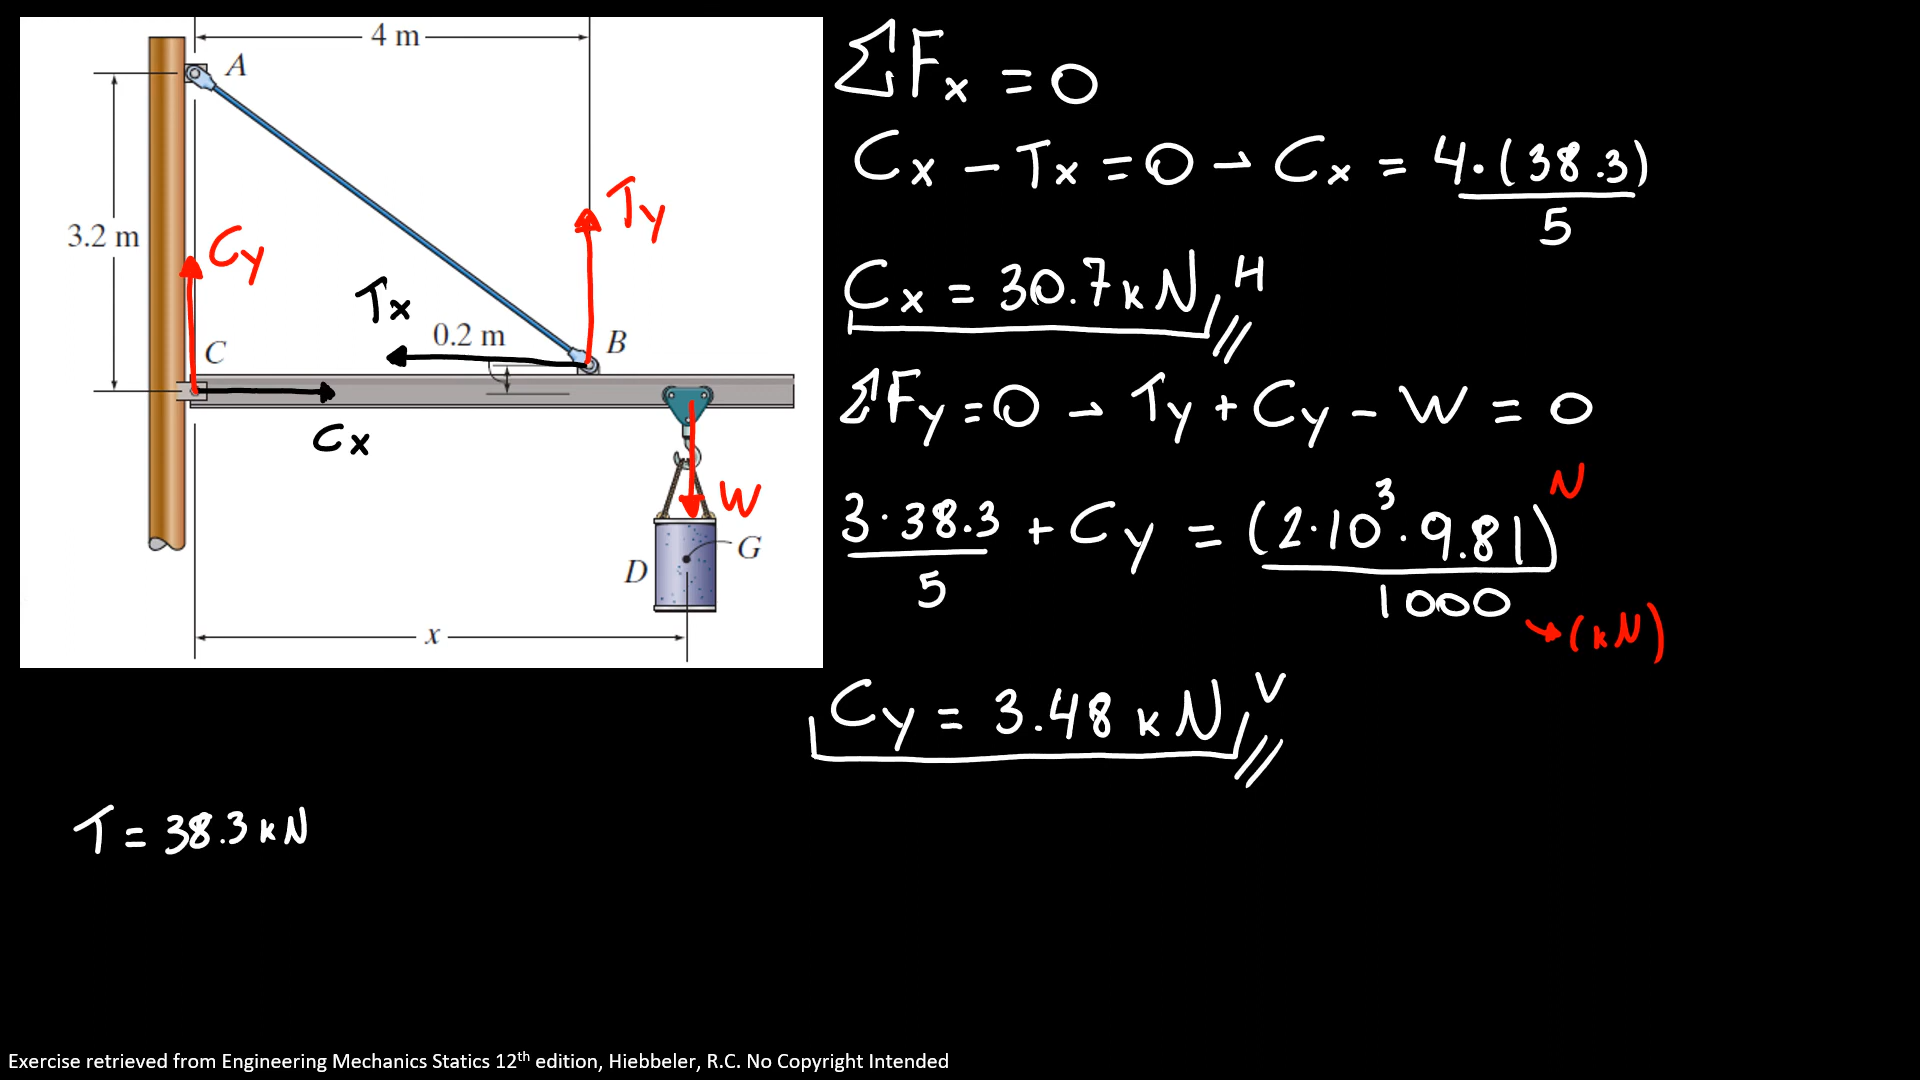 4 m
A
3.2 m
Cy
Ty
Tx
0.2 m
B
C
Cx
W
G
D
x
T = 38.3 kN
ΣFx = 0
Cx - Tx = 0 → Cx = 4·(38.3)
5
Cx = 30.7 kN, H
ΣFy = 0 → Ty + Cy - W = 0
3·38.3 + Cy = (2·10³·9.81) N
5
1000
→ (kN)
Cy = 3.48 kN, V
Exercise retrieved from Engineering Mechanics Statics 12th edition, Hiebbeler, R.C. No Copyright Intended